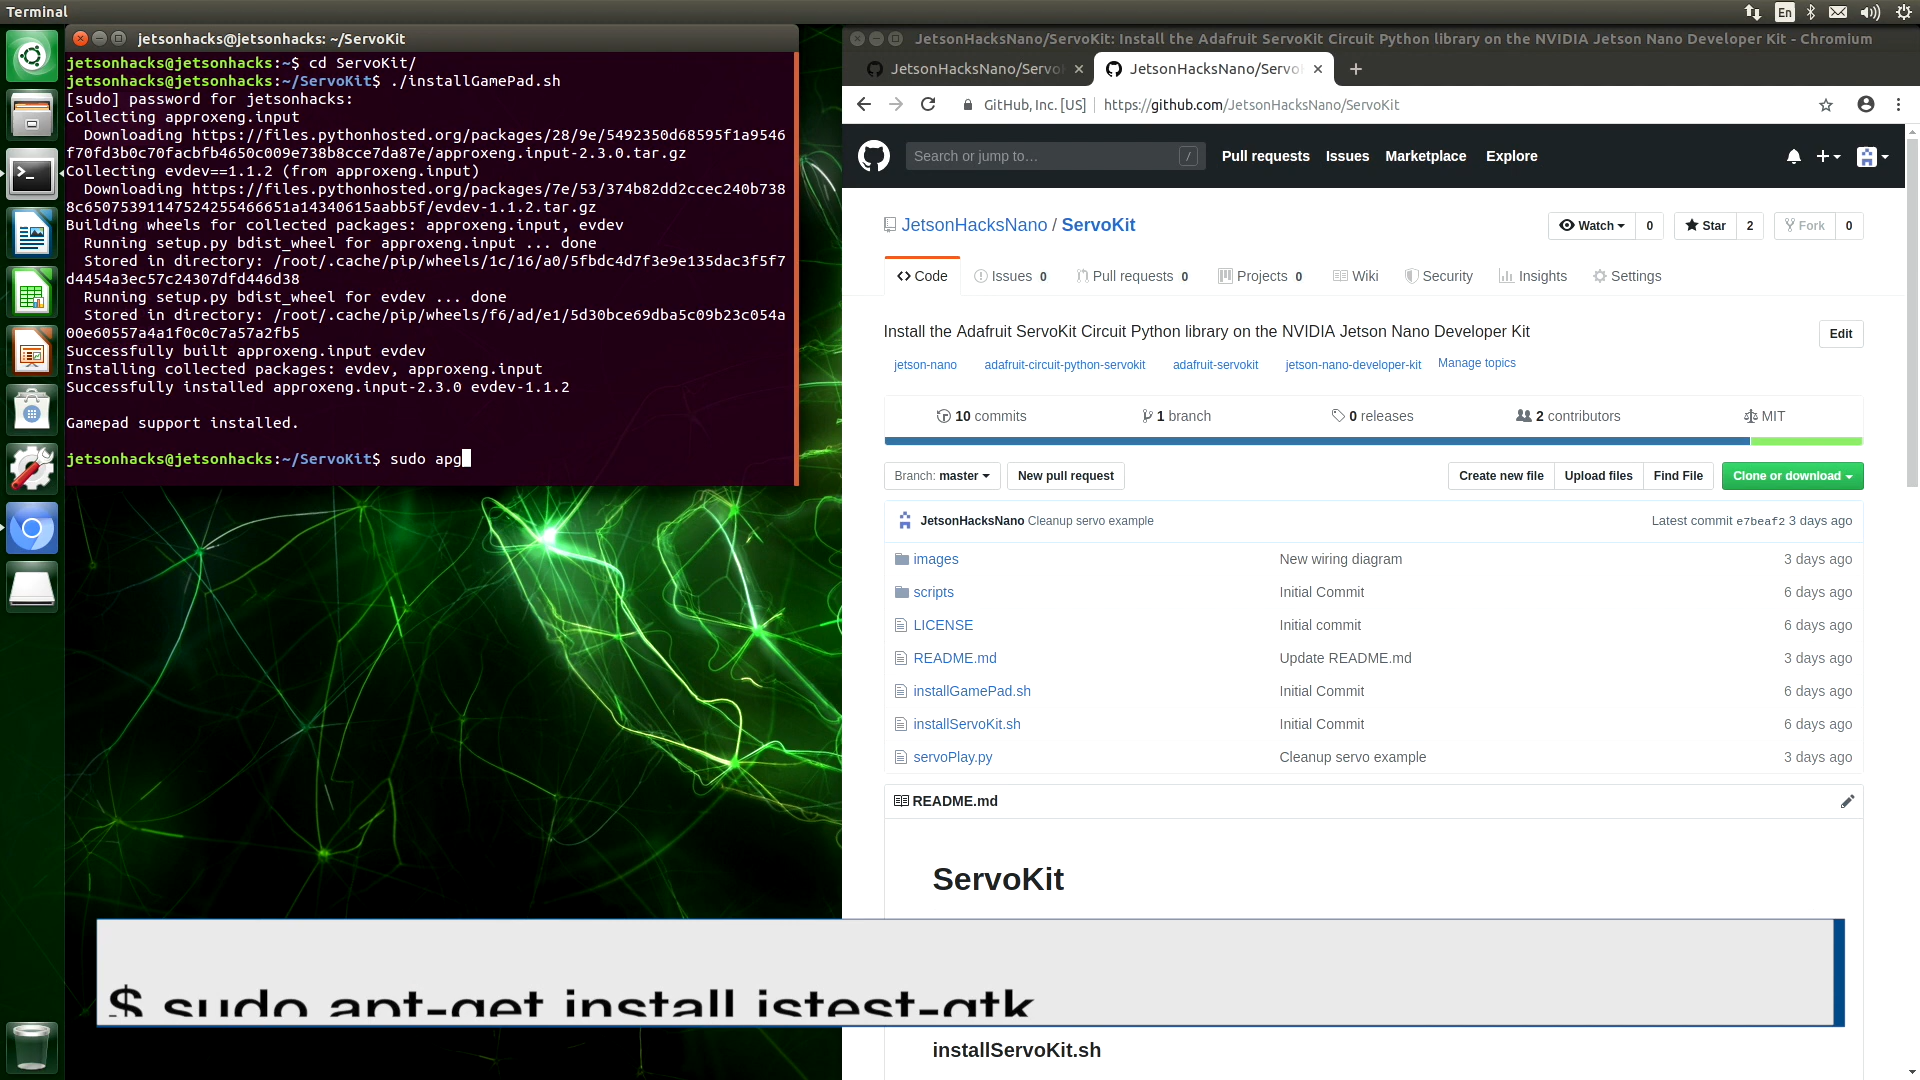 Terminal
En
jetsonhacks@jetsonhacks: ~/ServoKit
jetsonhacks@jetsonhacks:~$ cd ServoKit/
jetsonhacks@jetsonhacks:~/ServoKit$ ./installGamePad.sh
[sudo] password for jetsonhacks:
Collecting approxeng.input
Downloading https://files.pythonhosted.org/packages/28/9e/5492350d68595f1a9546
f70fd3b0c70facbfb4650c009e738b8cce7da87e/approxeng.input-2.3.0.tar.gz
Collecting evdev==1.1.2 (from approxeng.input)
Downloading https://files.pythonhosted.org/packages/7e/53/374b82dd2ccec240b738
8c65075391147524255466651a14340615aabb5f/evdev-1.1.2.tar.gz
Building wheels for collected packages: approxeng.input, evdev
Running setup.py bdist_wheel for approxeng.input ... done
Stored in directory: /root/.cache/pip/wheels/1c/16/a0/5fbdc4d7f3e9e135dac3f5f7
d4454a3ec57c24307dfd446d38
Running setup.py bdist_wheel for evdev ... done
Stored in directory: /root/.cache/pip/wheels/f6/ad/e1/5d30bce69dba5c09b23c054a
00e60557a4a1f0c0c7a57a2fb5
Successfully built approxeng.input evdev
Installing collected packages: evdev, approxeng.input
Successfully installed approxeng.input-2.3.0 evdev-1.1.2
Gamepad support installed.
jetsonhacks@jetsonhacks:~/ServoKit$ sudo apg
JetsonHacksNano/ServoKit: Install the Adafruit ServoKit Circuit Python library on the NVIDIA Jetson Nano Developer Kit - Chromium
JetsonHacksNano/Servo JetsonHacksNano/Servo
GitHub, Inc. [US] https://github.com/JetsonHacksNano/ServoKit
Search or jump to… / Pull requests Issues Marketplace Explore
JetsonHacksNano / ServoKit Watch 0 Star 2 Fork 0
Code Issues 0 Pull requests 0 Projects 0 Wiki Security Insights Settings
Install the Adafruit ServoKit Circuit Python library on the NVIDIA Jetson Nano Developer Kit Edit
jetson-nano adafruit-circuit-python-servokit adafruit-servokit jetson-nano-developer-kit Manage topics
10 commits 1 branch 0 releases 2 contributors MIT
Branch: master New pull request Create new file Upload files Find File Clone or download
JetsonHacksNano Cleanup servo example Latest commit e7beaf2 3 days ago
images New wiring diagram 3 days ago
scripts Initial Commit 6 days ago
LICENSE Initial commit 6 days ago
README.md Update README.md 3 days ago
installGamePad.sh Initial Commit 6 days ago
installServoKit.sh Initial Commit 6 days ago
servoPlay.py Cleanup servo example 3 days ago
README.md
ServoKit
$ sudo apt-get install jstest-gtk
installServoKit.sh